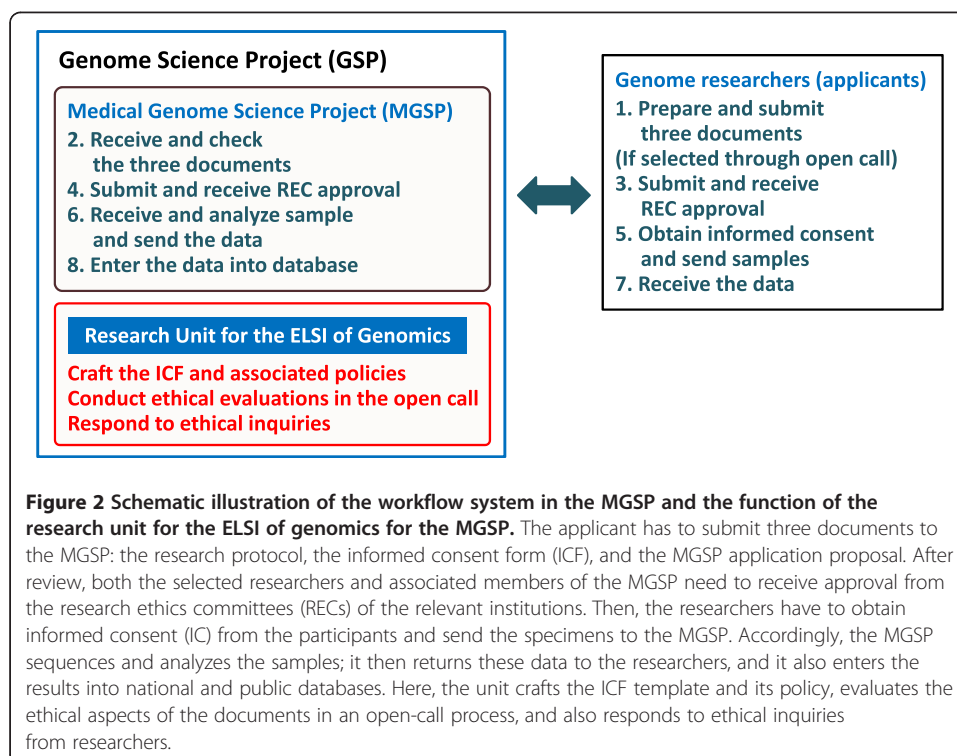 Genome Science Project (GSP)
Medical Genome Science Project (MGSP)
2. Receive and check
the three documents
4. Submit and receive REC approval
6. Receive and analyze sample
and send the data
8. Enter the data into database
Research Unit for the ELSI of Genomics
Craft the ICF and associated policies
Conduct ethical evaluations in the open call
Respond to ethical inquiries
Genome researchers (applicants)
1. Prepare and submit
three documents
(If selected through open call)
3. Submit and receive
REC approval
5. Obtain informed consent
and send samples
7. Receive the data
Figure 2 Schematic illustration of the workflow system in the MGSP and the function of the
research unit for the ELSI of genomics for the MGSP. The applicant has to submit three documents to
the MGSP: the research protocol, the informed consent form (ICF), and the MGSP application proposal. After
review, both the selected researchers and associated members of the MGSP need to receive approval from
the research ethics committees (RECs) of the relevant institutions. Then, the researchers have to obtain
informed consent (IC) from the participants and send the specimens to the MGSP. Accordingly, the MGSP
sequences and analyzes the samples; it then returns these data to the researchers, and it also enters the
results into national and public databases. Here, the unit crafts the ICF template and its policy, evaluates the
ethical aspects of the documents in an open-call process, and also responds to ethical inquiries
from researchers.